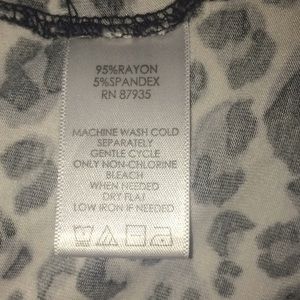 95%RAYON
5%SPANDEX
RN 87935
MACHINE WASH COLD
SEPARATELY
GENTLE CYCLE
ONLY NON-CHLORINE
BLEACH
WHEN NEEDED
DRY FLAT
LOW IRON IF NEEDED